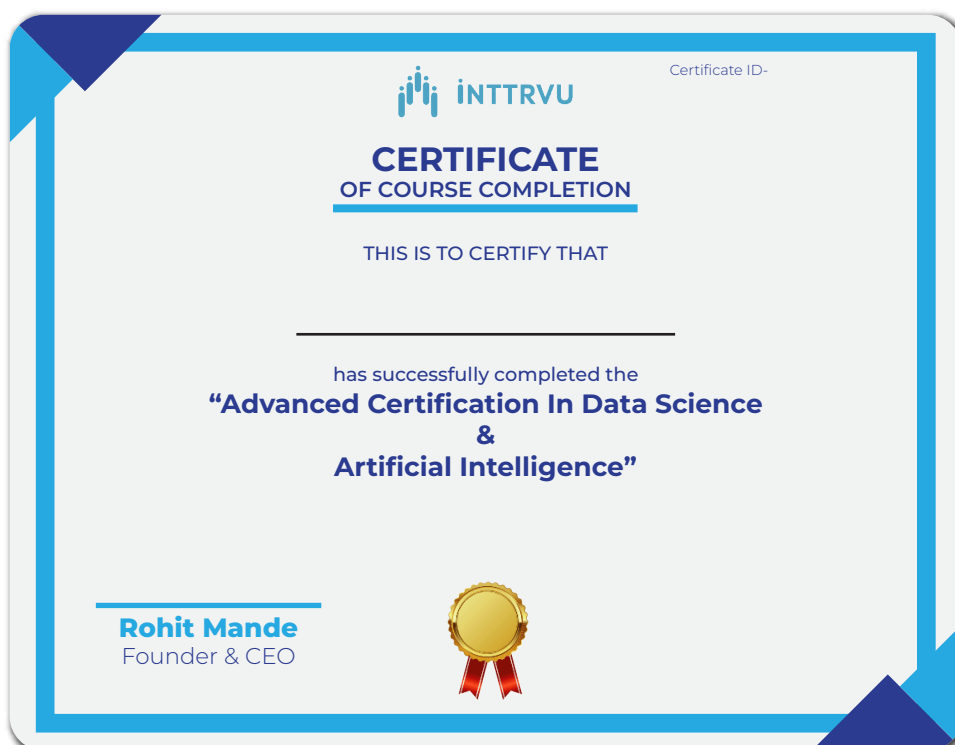 Certificate ID-
iNTTRVU
CERTIFICATE
OF COURSE COMPLETION
THIS IS TO CERTIFY THAT
has successfully completed the
“Advanced Certification In Data Science
&
Artificial Intelligence”
Rohit Mande
Founder & CEO